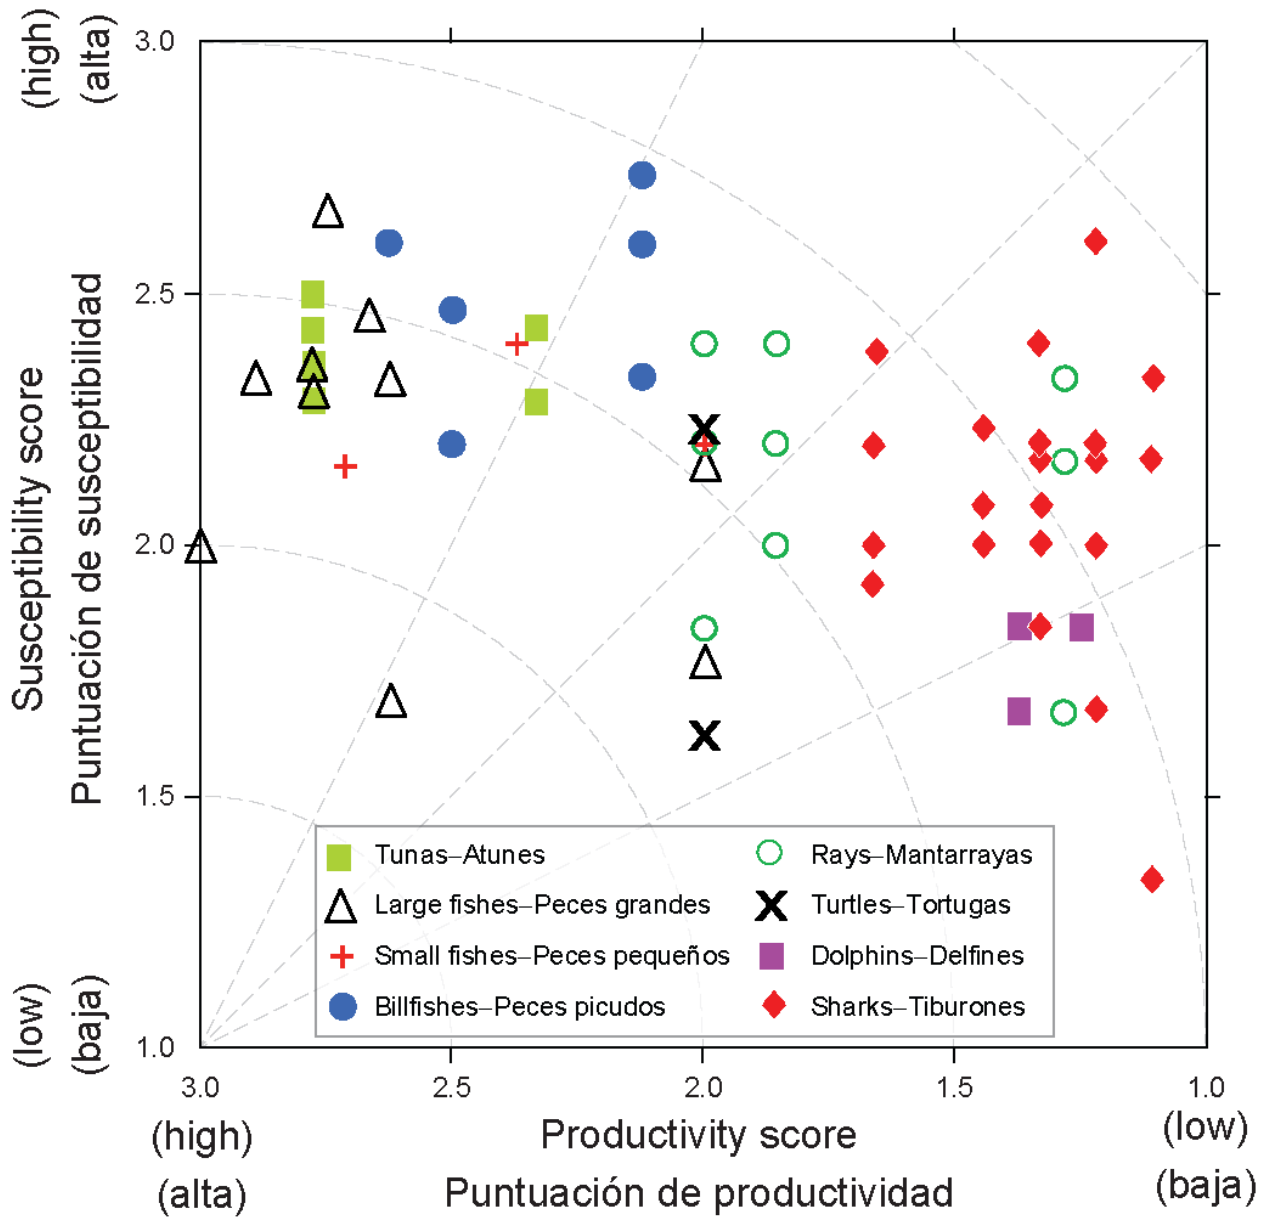 (high)
(alta)
Susceptibility score
Puntuación de susceptibilidad
(low)
(baja)
3.0
2.5
2.0
1.5
1.0
Tunas–Atunes
Large fishes–Peces grandes
Small fishes–Peces pequeños
Billfishes–Peces picudos
Rays–Mantarrayas
Turtles–Tortugas
Dolphins–Delfines
Sharks–Tiburones
3.0 2.5 2.0 1.5 1.0
(high) Productivity score (low)
(alta) Puntuación de productividad (baja)